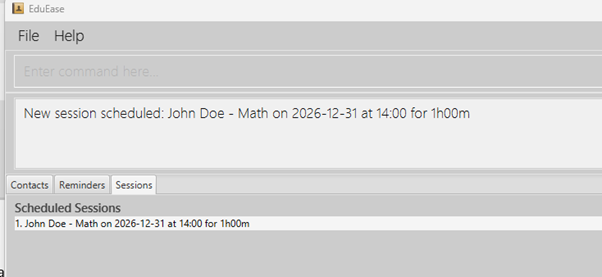 EduEase
File Help
Enter command here...
New session scheduled: John Doe - Math on 2026-12-31 at 14:00 for 1h00m
Contacts Reminders Sessions
Scheduled Sessions
1. John Doe - Math on 2026-12-31 at 14:00 for 1h00m
a